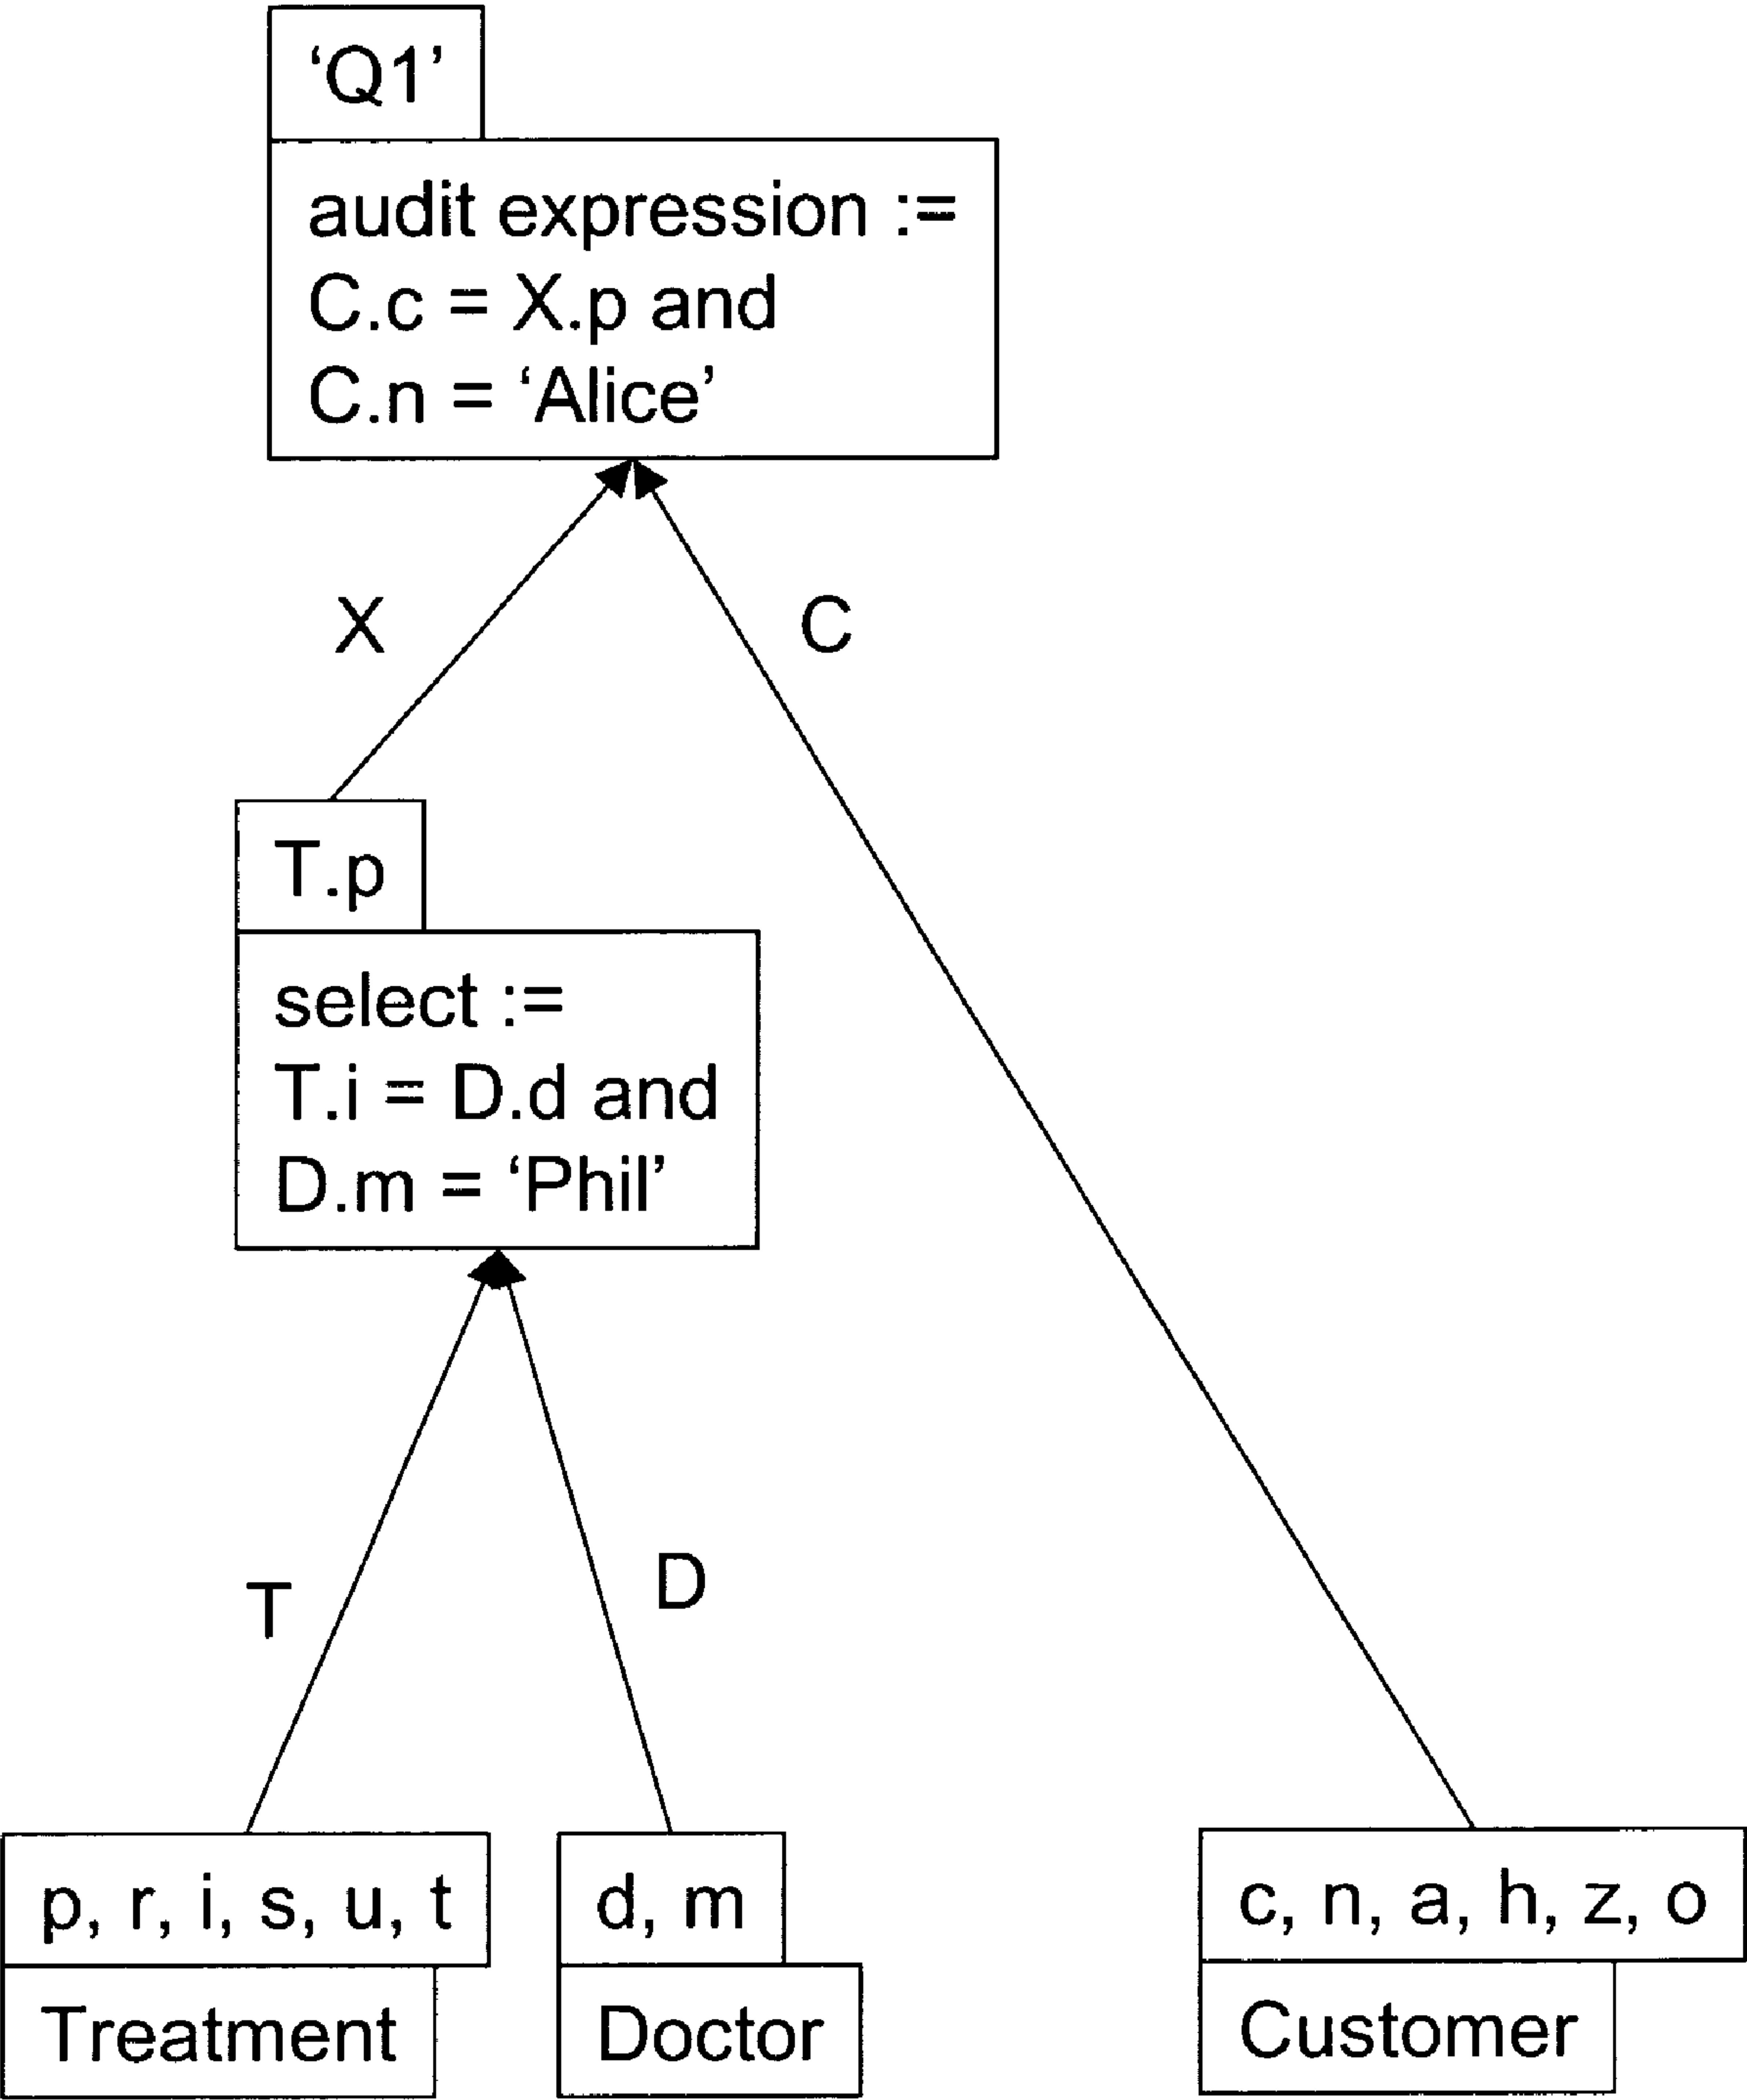 ‘Q1’
audit expression :=
C.c = X.p and
C.n = ‘Alice’
X
C
T.p
select :=
T.i = D.d and
D.m = ‘Phil’
T
D
p, r, i, s, u, t
d, m
c, n, a, h, z, o
Treatment
Doctor
Customer